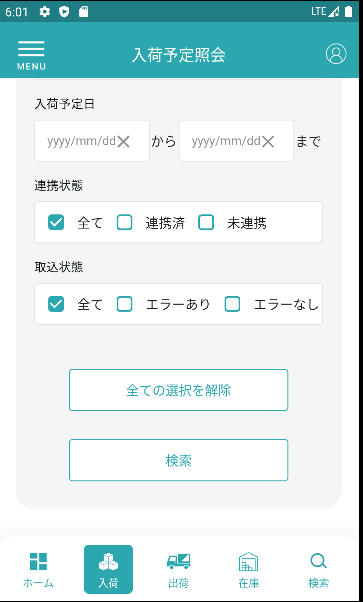 6:01 LTE
MENU 入荷予定照会
入荷予定日
yyyy/mm/dd から yyyy/mm/dd まで
連携状態
全て 連携済 未連携
取込状態
全て エラーあり エラーなし
全ての選択を解除
検索
ホーム 入荷 出荷 在庫 検索